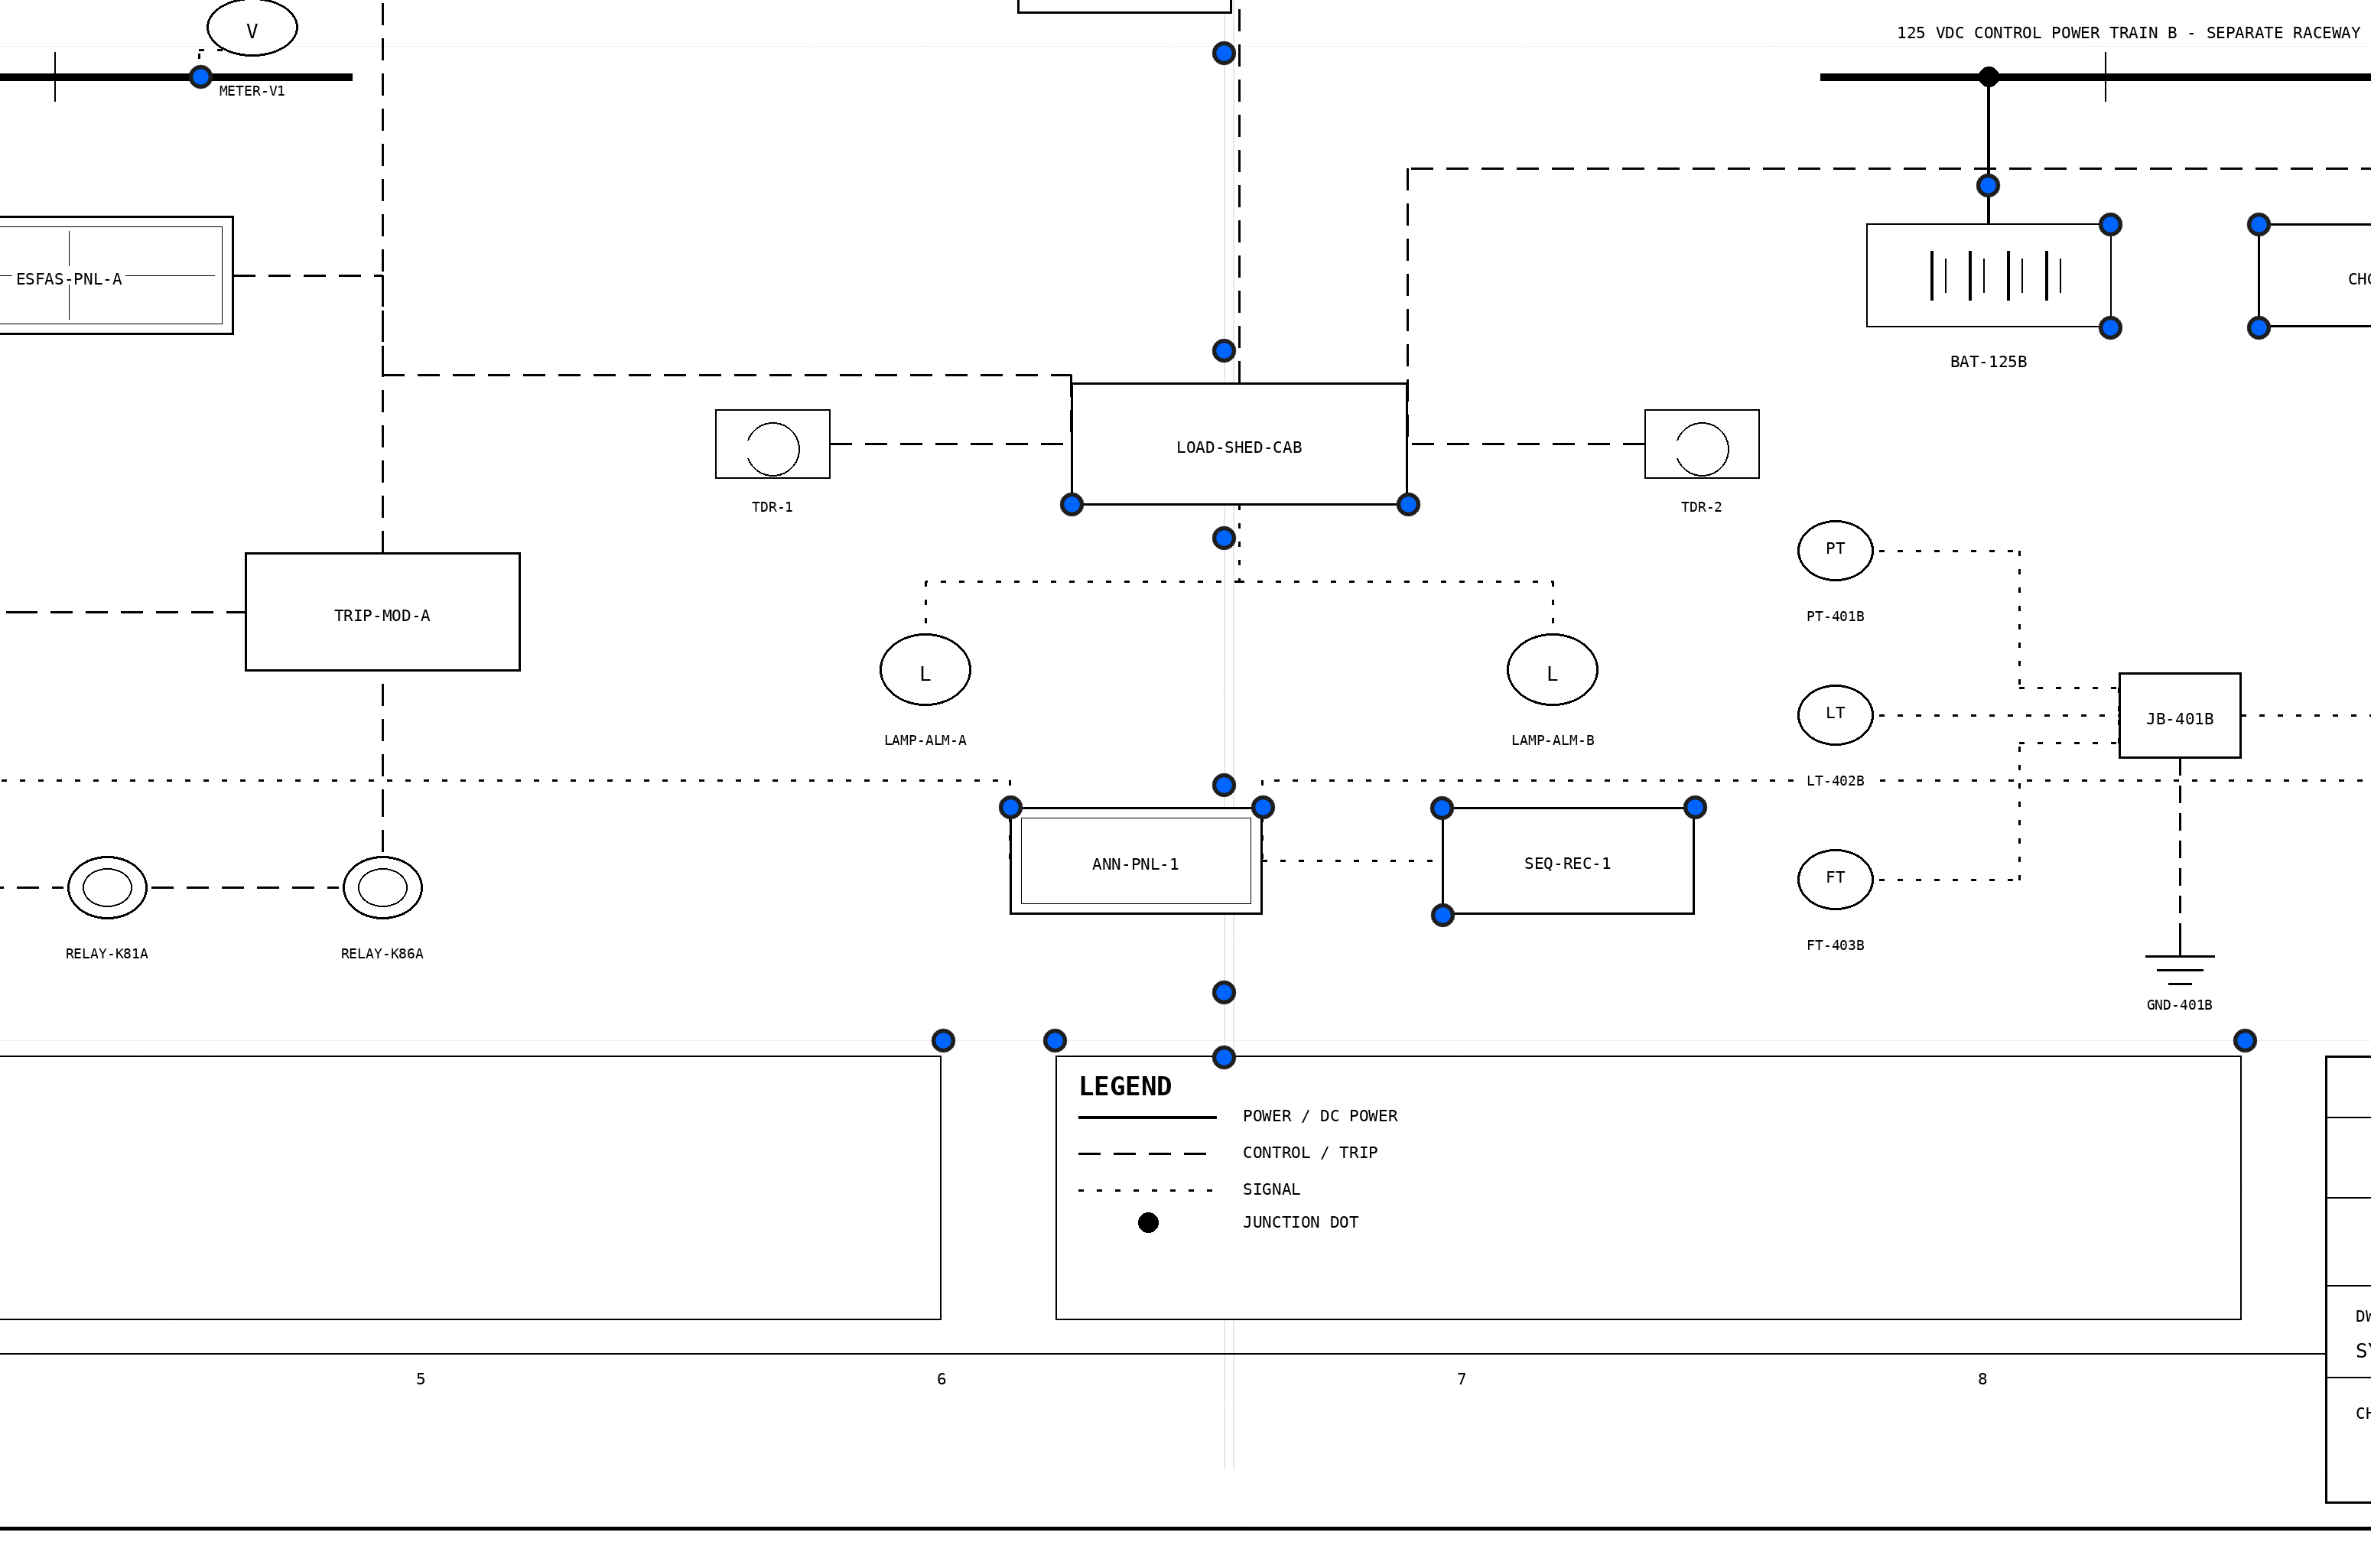 125 VDC CONTROL POWER TRAIN B - SEPARATE RACEWAY
V
METER-V1
ESFAS-PNL-A
CHG
BAT-125B
LOAD-SHED-CAB
TDR-1
TDR-2
PT
PT-401B
TRIP-MOD-A
L
L
LT
JB-401B
LAMP-ALM-A
LAMP-ALM-B
LT-402B
ANN-PNL-1
SEQ-REC-1
FT
FT-403B
RELAY-K81A
RELAY-K86A
GND-401B
LEGEND
POWER / DC POWER
CONTROL / TRIP
SIGNAL
JUNCTION DOT
5
6
7
8